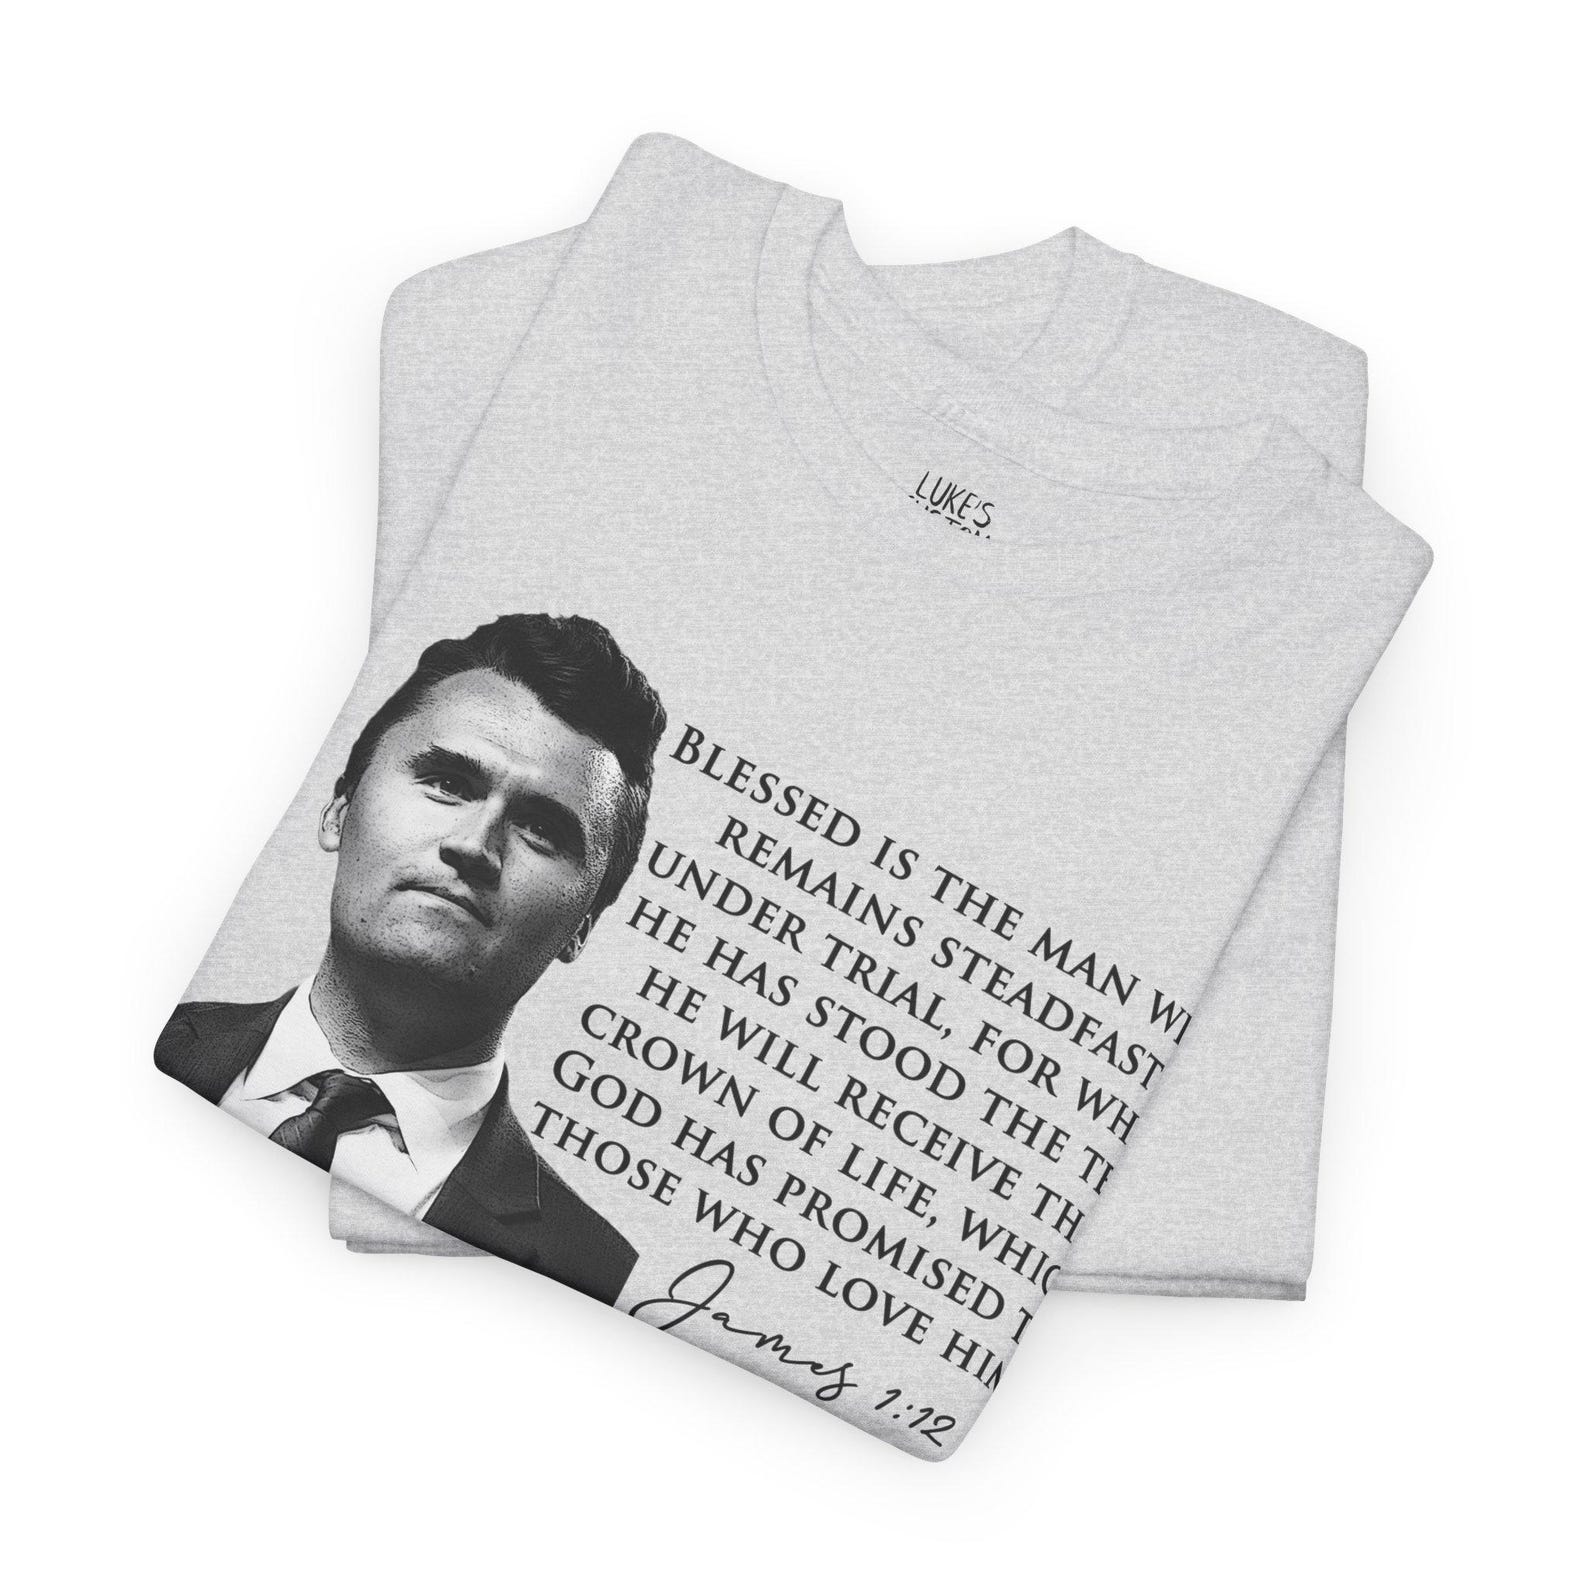 LUKE'S
BLESSED IS THE MAN
REMAINS STEADFAST
UNDER TRIAL, FOR WH
HE HAS STOOD THE T
HE WILL RECEIVE TH
CROWN OF LIFE, WHIC
GOD HAS PROMISED T
THOSE WHO LOVE HIM
James 1:12